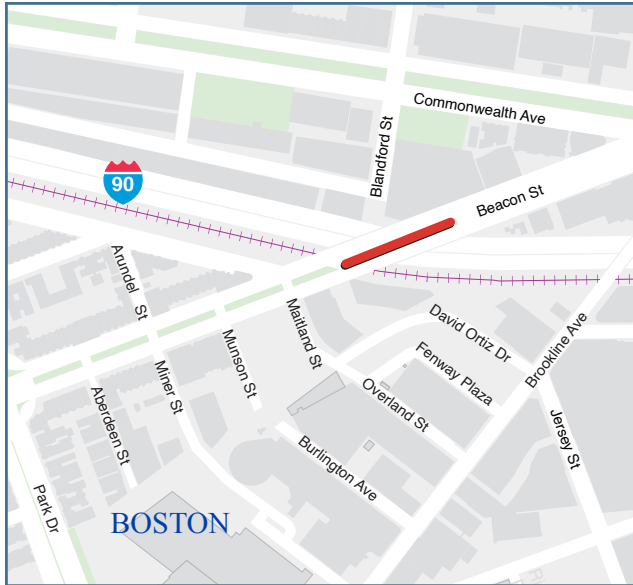 Commonwealth Ave
Blandford St
90
Beacon St
Arundel St
Maitland St
David Ortiz Dr
Brookline Ave
Munson St
Fenway Plaza
Miner St
Overland St
Aberdeen St
Jersey St
Burlington Ave
Park Dr
BOSTON